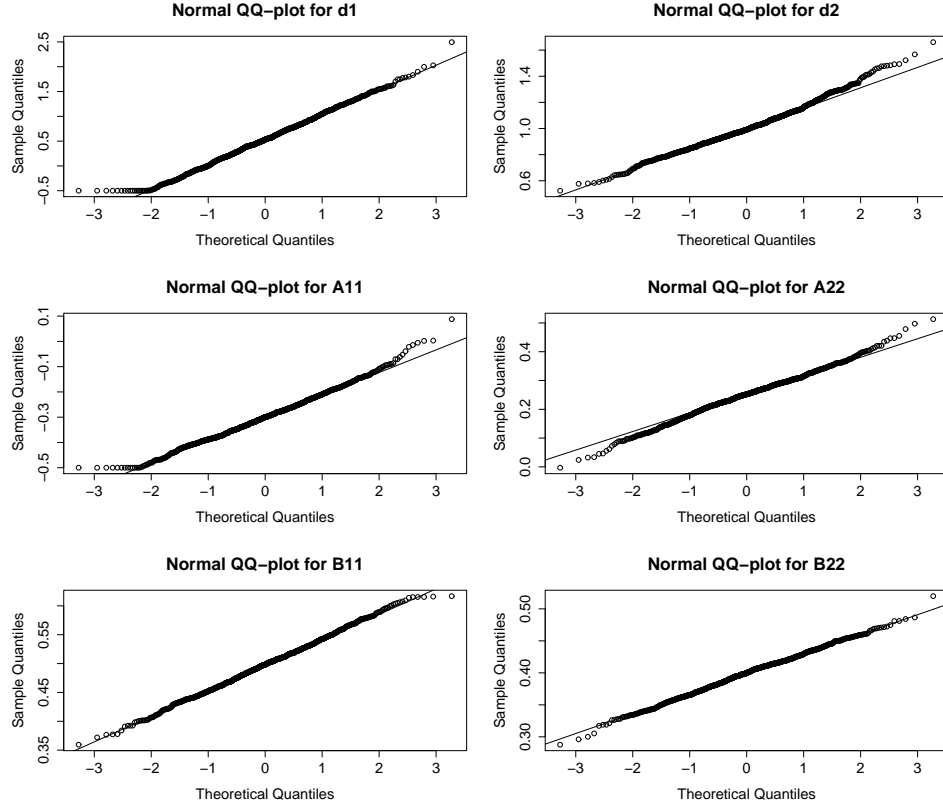 Normal QQ−plot for d1
Sample Quantiles
−0.5 0.5 1.5 2.5
−3 −2 −1 0 1 2 3
Theoretical Quantiles
Normal QQ−plot for d2
Sample Quantiles
0.6 1.0 1.4
−3 −2 −1 0 1 2 3
Theoretical Quantiles
Normal QQ−plot for A11
Sample Quantiles
−0.5 −0.3 −0.1 0.1
−3 −2 −1 0 1 2 3
Theoretical Quantiles
Normal QQ−plot for A22
Sample Quantiles
0.0 0.2 0.4
−3 −2 −1 0 1 2 3
Theoretical Quantiles
Normal QQ−plot for B11
Sample Quantiles
0.35 0.45 0.55
−3 −2 −1 0 1 2 3
Theoretical Quantiles
Normal QQ−plot for B22
Sample Quantiles
0.30 0.40 0.50
−3 −2 −1 0 1 2 3
Theoretical Quantiles